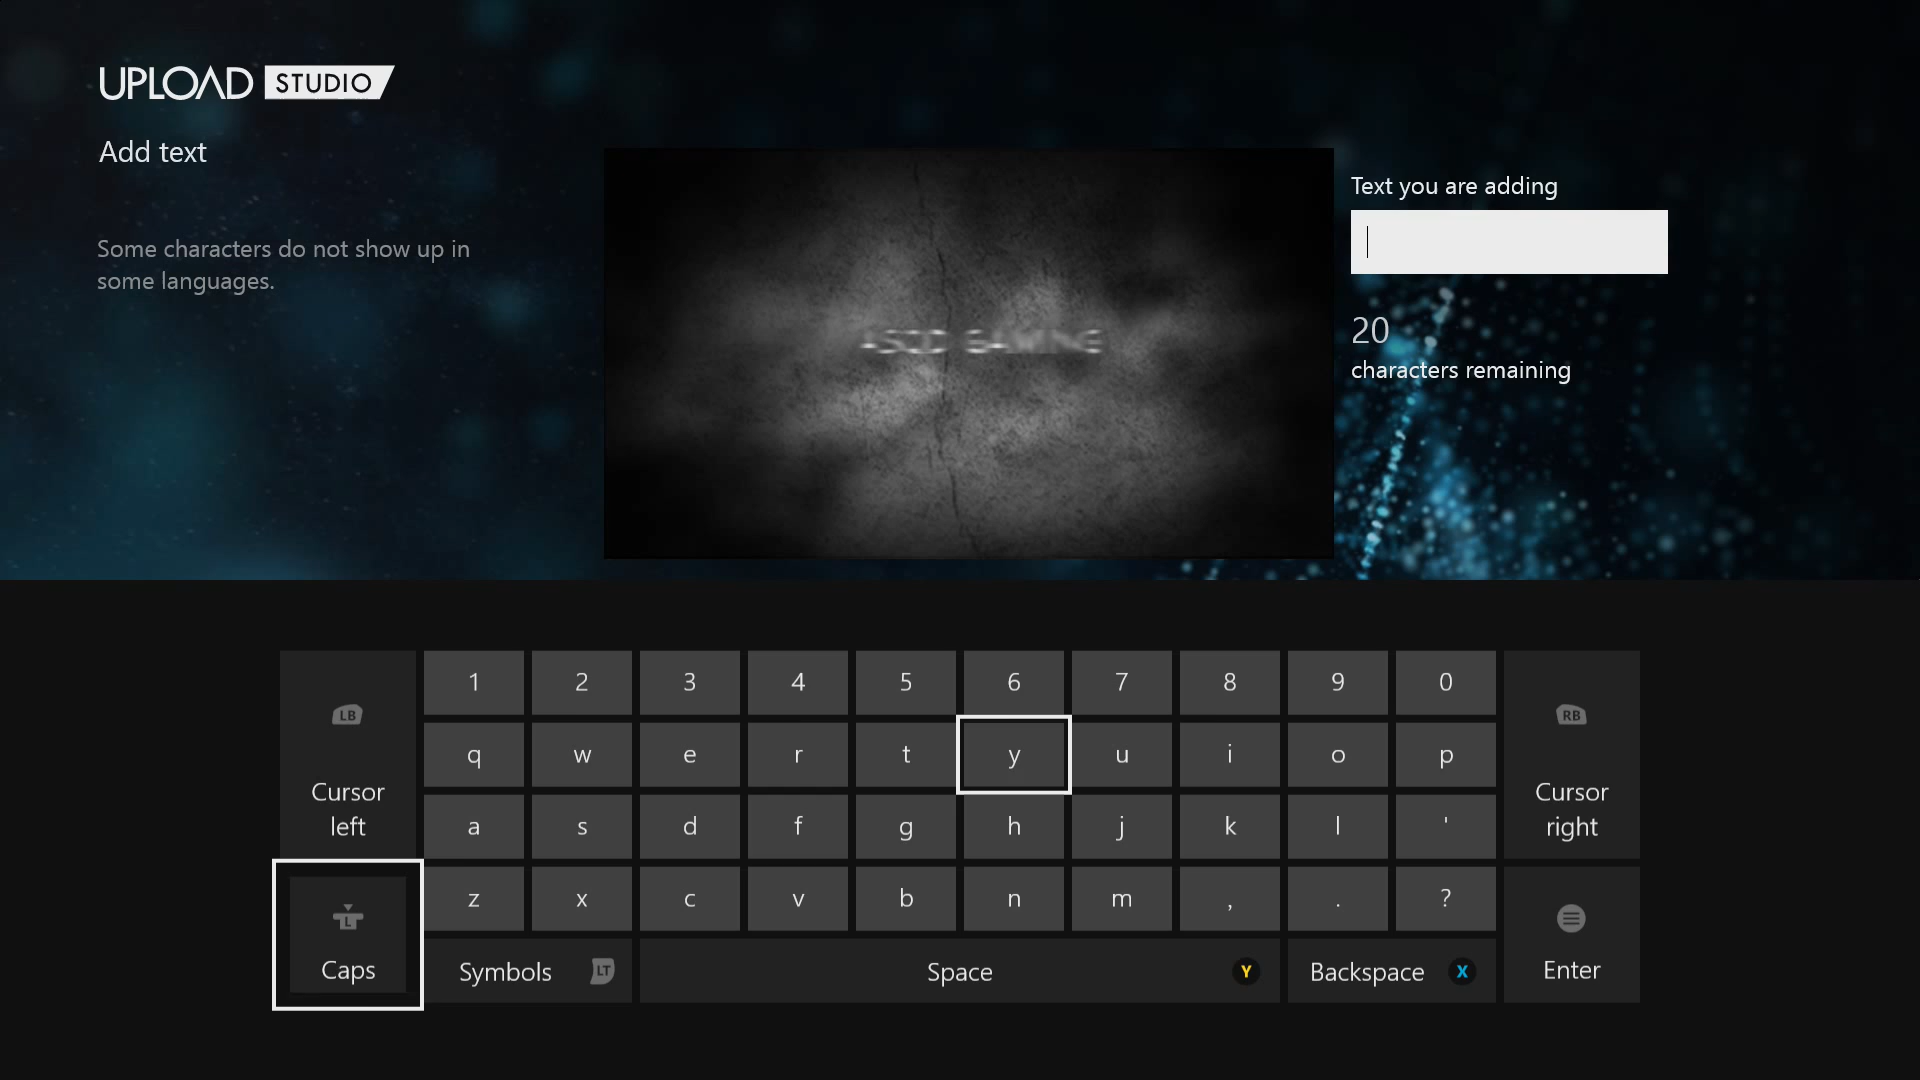 UPLOAD STUDIO
Add text
Some characters do not show up in
some languages.
GAMING
Text you are adding
20
characters remaining
LB
Cursor
left
1 2 3 4 5 6 7 8 9 0
q w e r t y u i o p
a s d f g h j k l '
z x c v b n m , . ?
RB
Cursor
right
L
Caps
Symbols LT
Space Y
Backspace X
Enter